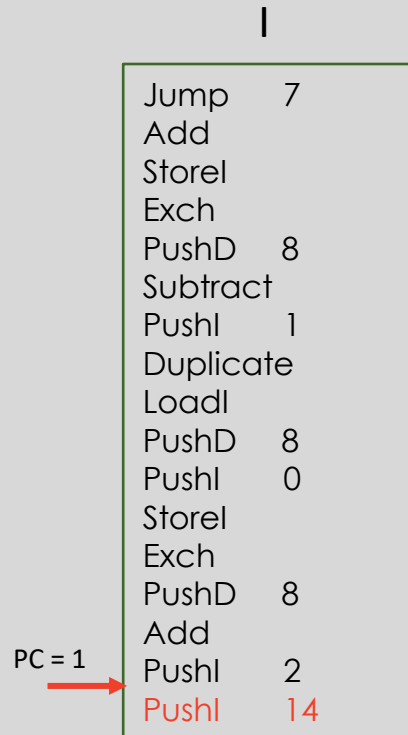 I
Jump 7
Add
StoreI
Exch
PushD 8
Subtract
PushI 1
Duplicate
LoadI
PushD 8
PushI 0
StoreI
Exch
PushD 8
Add
PC = 1
PushI 2
PushI 14